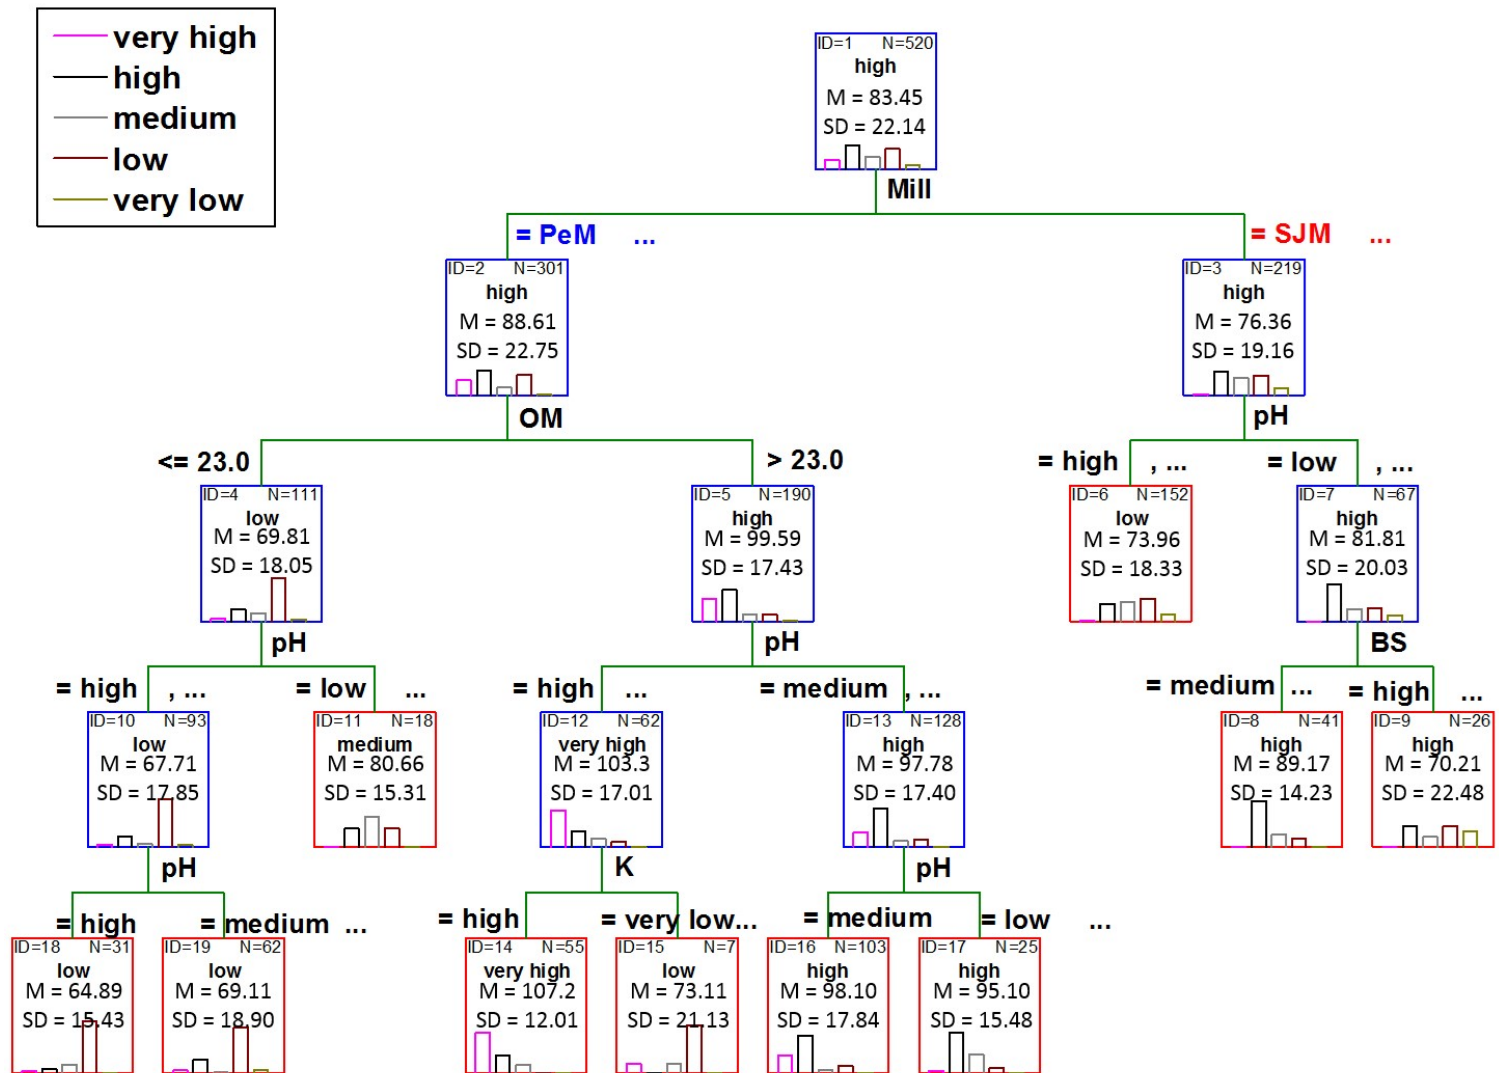 very high
high
medium
low
very low
ID=1 N=520
high
M = 83.45
SD = 22.14
Mill
= PeM ...
= SJM ...
ID=2 N=301
high
M = 88.61
SD = 22.75
OM
ID=3 N=219
high
M = 76.36
SD = 19.16
pH
<= 23.0
> 23.0
= high , ...
= low , ...
ID=4 N=111
low
M = 69.81
SD = 18.05
pH
ID=5 N=190
high
M = 99.59
SD = 17.43
pH
ID=6 N=152
low
M = 73.96
SD = 18.33
ID=7 N=67
high
M = 81.81
SD = 20.03
BS
= high , ...
= low ...
= high ...
= medium , ...
= medium ...
= high ...
ID=10 N=93
low
M = 67.71
SD = 17.85
pH
ID=11 N=18
medium
M = 80.66
SD = 15.31
ID=12 N=62
very high
M = 103.3
SD = 17.01
K
ID=13 N=128
high
M = 97.78
SD = 17.40
pH
ID=8 N=41
high
M = 89.17
SD = 14.23
ID=9 N=26
high
M = 70.21
SD = 22.48
= high
= medium ...
= high
= very low...
= medium
= low ...
ID=18 N=31
low
M = 64.89
SD = 15.43
ID=19 N=62
low
M = 69.11
SD = 18.90
ID=14 N=55
very high
M = 107.2
SD = 12.01
ID=15 N=7
low
M = 73.11
SD = 21.13
ID=16 N=103
high
M = 98.10
SD = 17.84
ID=17 N=25
high
M = 95.10
SD = 15.48